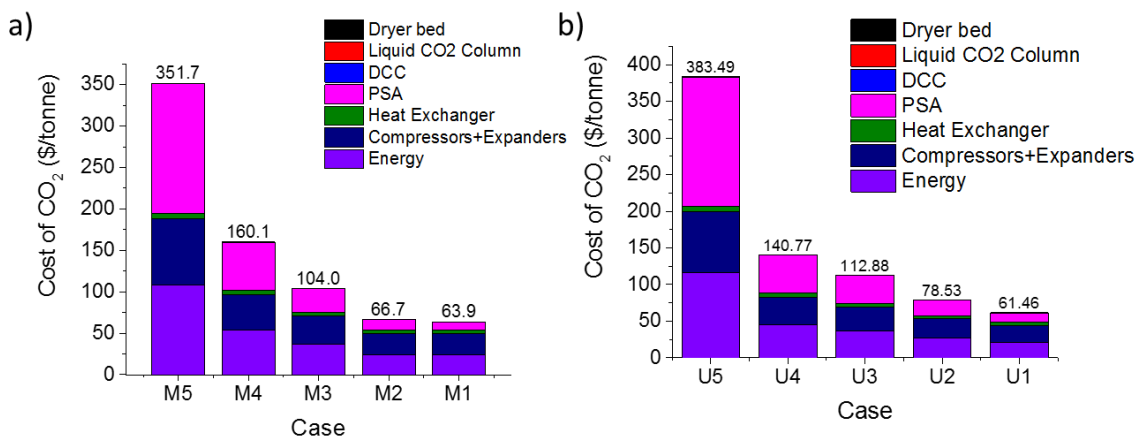 a)
Dryer bed
Liquid CO2 Column
DCC
PSA
Heat Exchanger
Compressors+Expanders
Energy
Cost of CO₂ ($/tonne)
350
300
250
200
150
100
50
0
351.7
160.1
104.0
66.7
63.9
M5 M4 M3 M2 M1
Case
b)
Dryer bed
Liquid CO2 Column
DCC
PSA
Heat Exchanger
Compressors+Expanders
Energy
Cost of CO₂ ($/tonne)
400
350
300
250
200
150
100
50
0
383.49
140.77
112.88
78.53
61.46
U5 U4 U3 U2 U1
Case